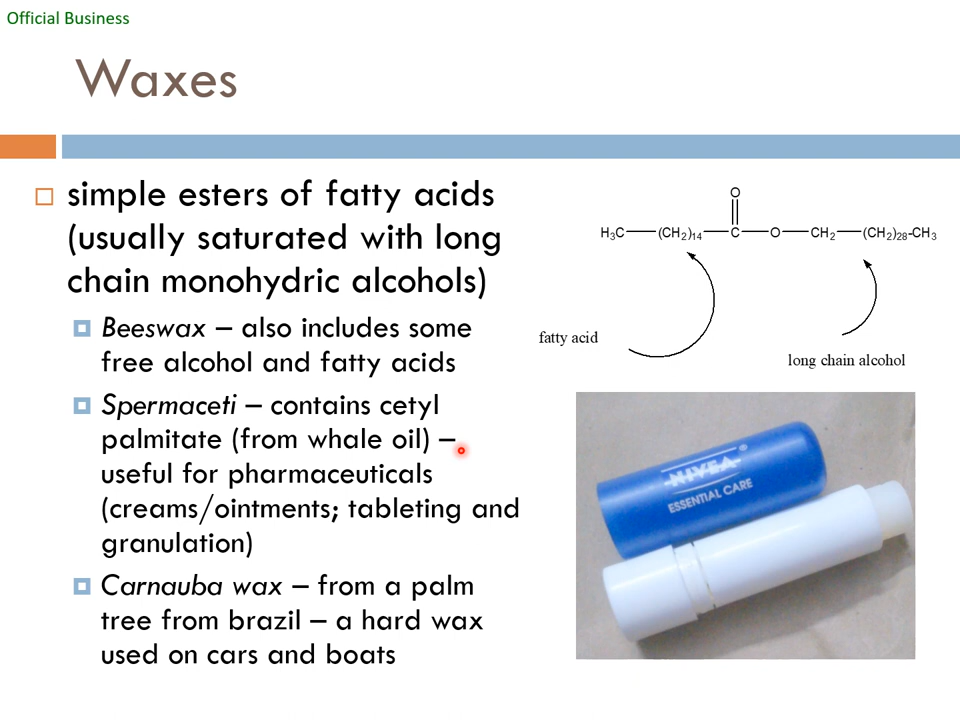 Official Business
Waxes
simple esters of fatty acids
(usually saturated with long
chain monohydric alcohols)
Beeswax – also includes some
free alcohol and fatty acids
Spermaceti – contains cetyl
palmitate (from whale oil) –
useful for pharmaceuticals
(creams/ointments; tableting and
granulation)
Carnauba wax – from a palm
tree from brazil – a hard wax
used on cars and boats
O
H₃C—(CH₂)₁₄—C—O—CH₂—(CH₂)₂₈-CH₃
fatty acid
long chain alcohol
NIVEA®
ESSENTIAL CARE